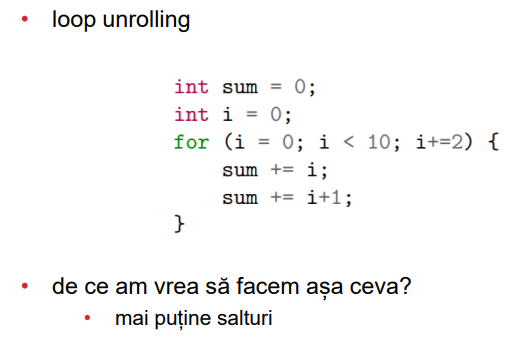 • loop unrolling
int sum = 0;
int i = 0;
for (i = 0; i < 10; i+=2) {
    sum += i;
    sum += i+1;
}
• de ce am vrea să facem așa ceva?
• mai puține salturi